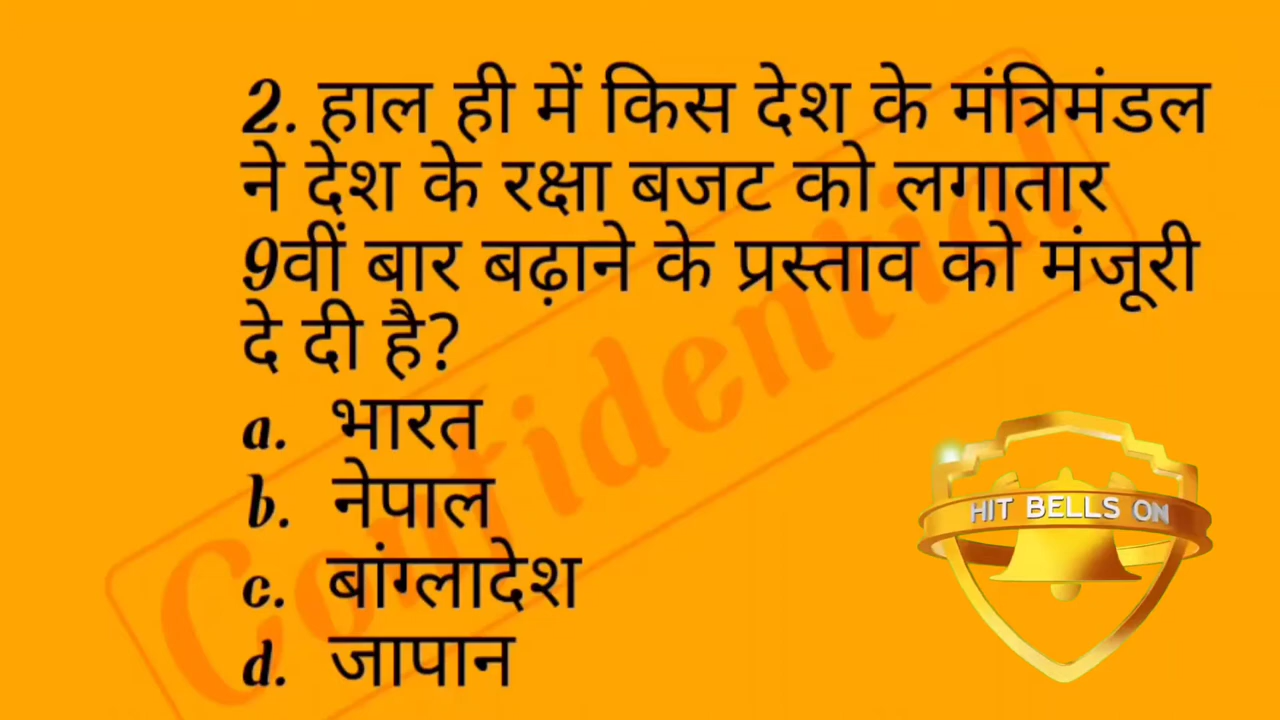 2. हाल ही में किस देश के मंत्रिमंडल
ने देश के रक्षा बजट को लगातार
9वीं बार बढ़ाने के प्रस्ताव को मंजूरी
दे दी है?
a. भारत
b. नेपाल
c. बांग्लादेश
d. जापान
Confidential
HIT BELLS ON